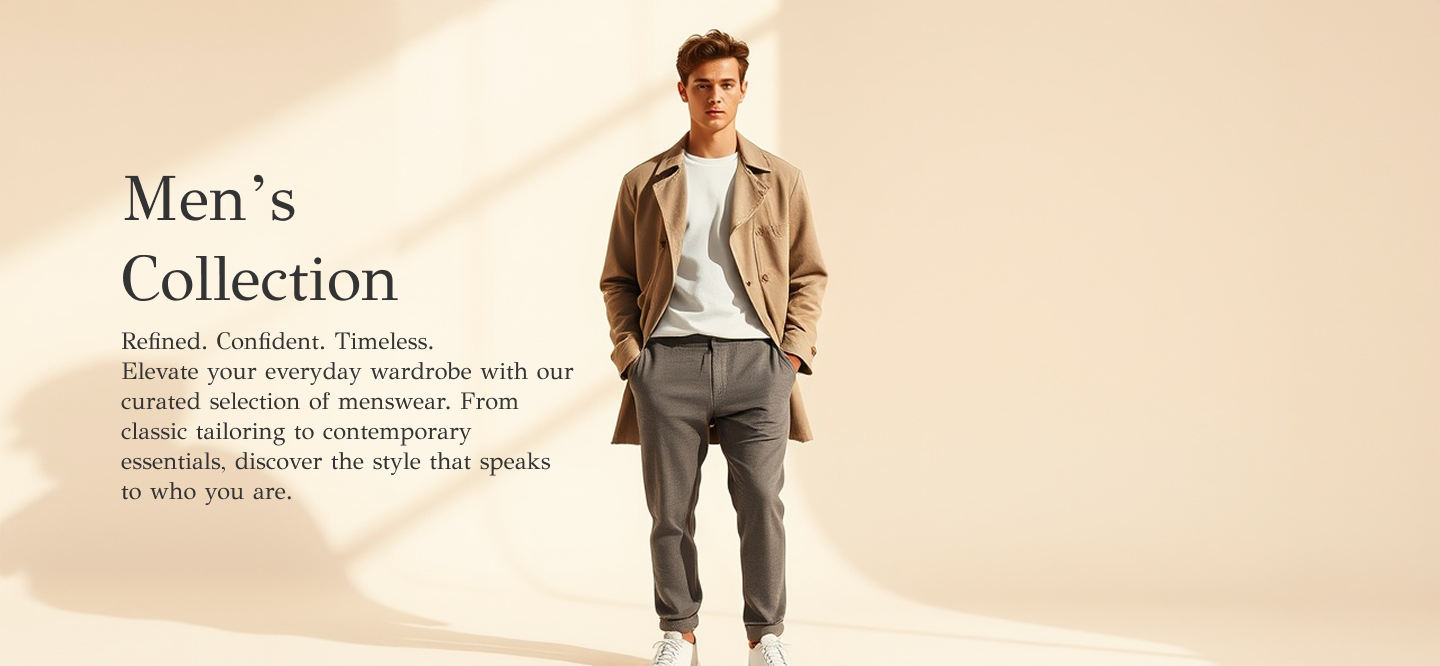 Men’s
Collection
Refined. Confident. Timeless.
Elevate your everyday wardrobe with our
curated selection of menswear. From
classic tailoring to contemporary
essentials, discover the style that speaks
to who you are.